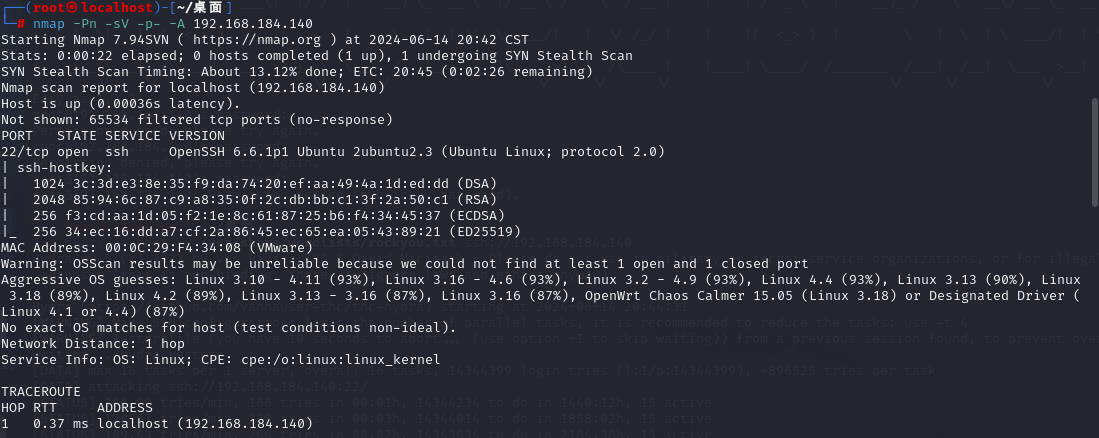 ┌──(root㉿localhost)-[~/桌面]
└─# nmap -Pn -sV -p- -A 192.168.184.140
Starting Nmap 7.94SVN ( https://nmap.org ) at 2024-06-14 20:42 CST
Stats: 0:00:22 elapsed; 0 hosts completed (1 up), 1 undergoing SYN Stealth Scan
SYN Stealth Scan Timing: About 13.12% done; ETC: 20:45 (0:02:26 remaining)
Nmap scan report for localhost (192.168.184.140)
Host is up (0.00036s latency).
Not shown: 65534 filtered tcp ports (no-response)
PORT   STATE SERVICE VERSION
22/tcp open  ssh     OpenSSH 6.6.1p1 Ubuntu 2ubuntu2.3 (Ubuntu Linux; protocol 2.0)
| ssh-hostkey:
|   1024 3c:3d:e3:8e:35:f9:da:74:20:ef:aa:49:4a:1d:ed:dd (DSA)
|   2048 85:94:6c:87:c9:a8:35:0f:2c:db:bb:c1:3f:2a:50:c1 (RSA)
|   256 f3:cd:aa:1d:05:f2:1e:8c:61:87:25:b6:f4:34:45:37 (ECDSA)
|_  256 34:ec:16:dd:a7:cf:2a:86:45:ec:65:ea:05:43:89:21 (ED25519)
MAC Address: 00:0C:29:F4:34:08 (VMware)
Warning: OSScan results may be unreliable because we could not find at least 1 open and 1 closed port
Aggressive OS guesses: Linux 3.10 - 4.11 (93%), Linux 3.16 - 4.6 (93%), Linux 3.2 - 4.9 (93%), Linux 4.4 (93%), Linux 3.13 (90%), Linux
 3.18 (89%), Linux 4.2 (89%), Linux 3.13 - 3.16 (87%), Linux 3.16 (87%), OpenWrt Chaos Calmer 15.05 (Linux 3.18) or Designated Driver (
Linux 4.1 or 4.4) (87%)
No exact OS matches for host (test conditions non-ideal).
Network Distance: 1 hop
Service Info: OS: Linux; CPE: cpe:/o:linux:linux_kernel
TRACEROUTE
HOP RTT     ADDRESS
1   0.37 ms localhost (192.168.184.140)